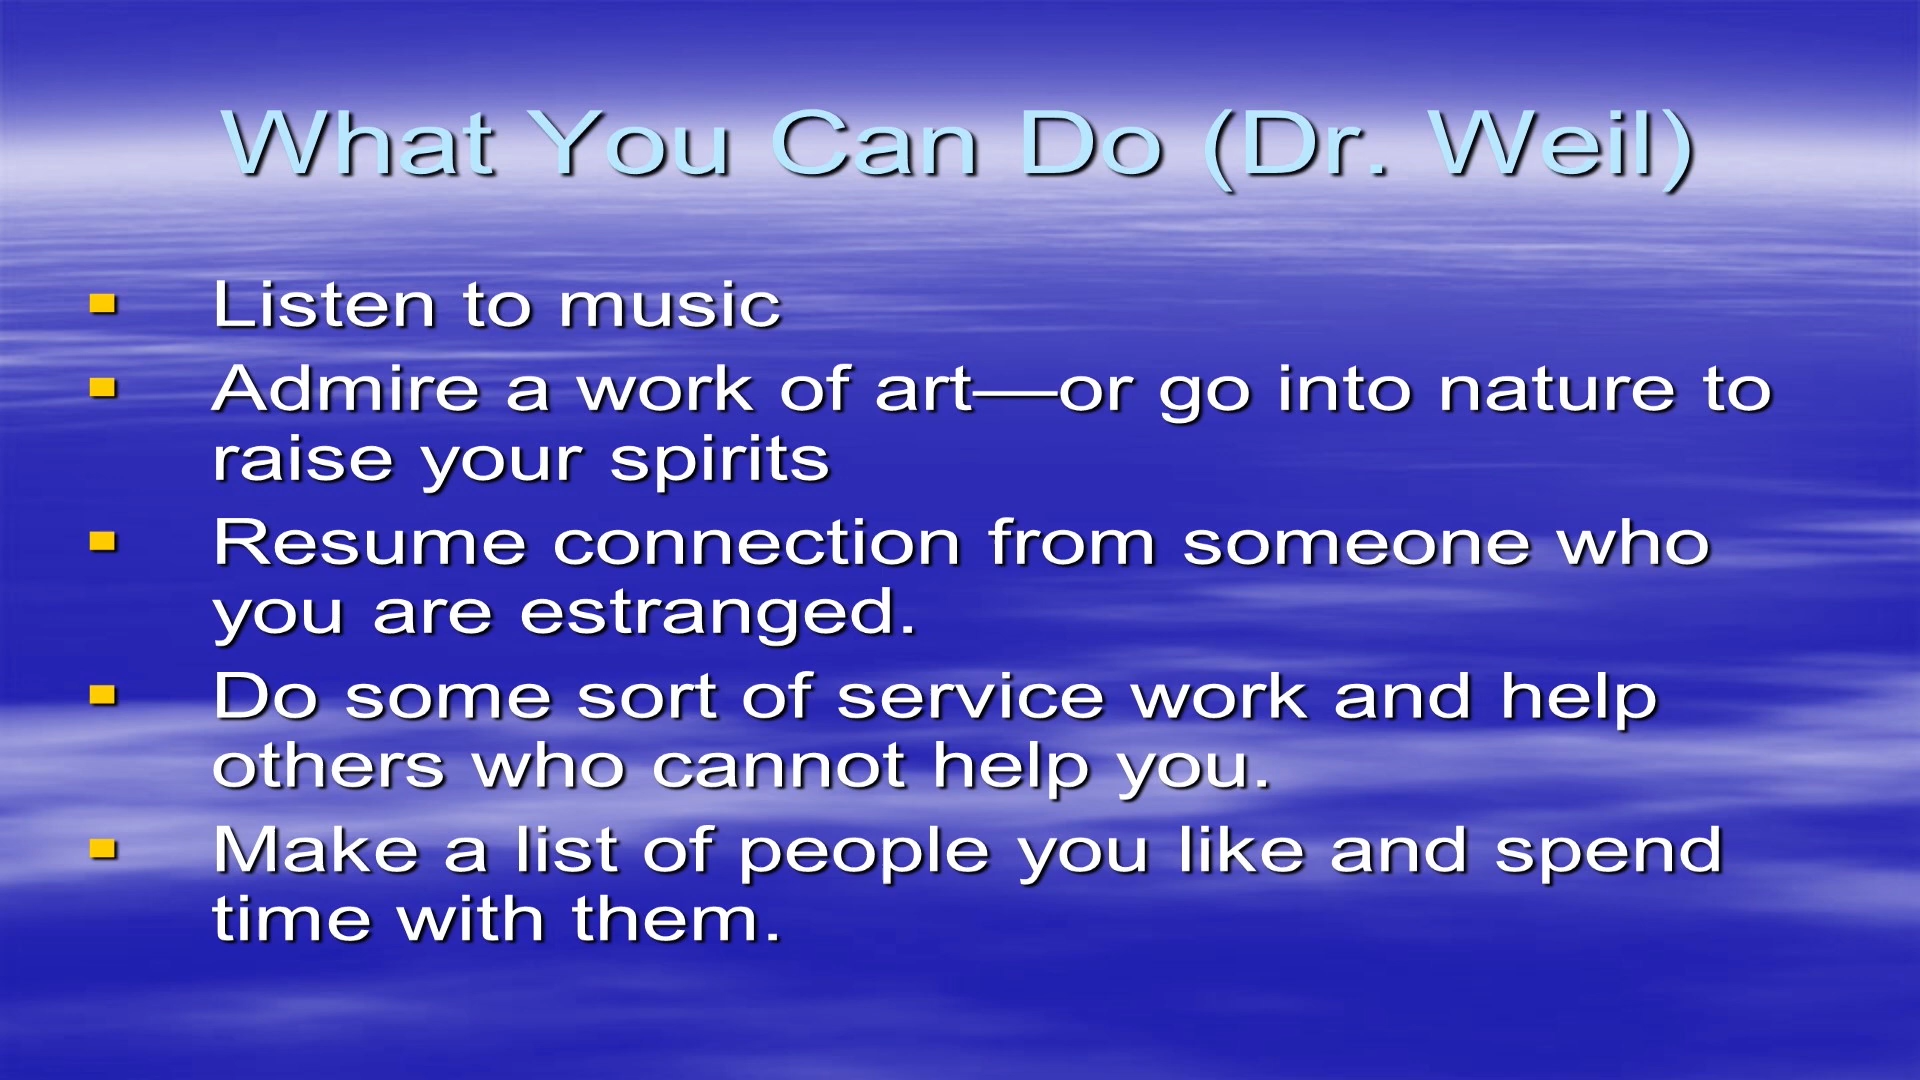 What You Can Do (Dr. Weil)
Listen to music
Admire a work of art—or go into nature to
raise your spirits
Resume connection from someone who
you are estranged.
Do some sort of service work and help
others who cannot help you.
Make a list of people you like and spend
time with them.